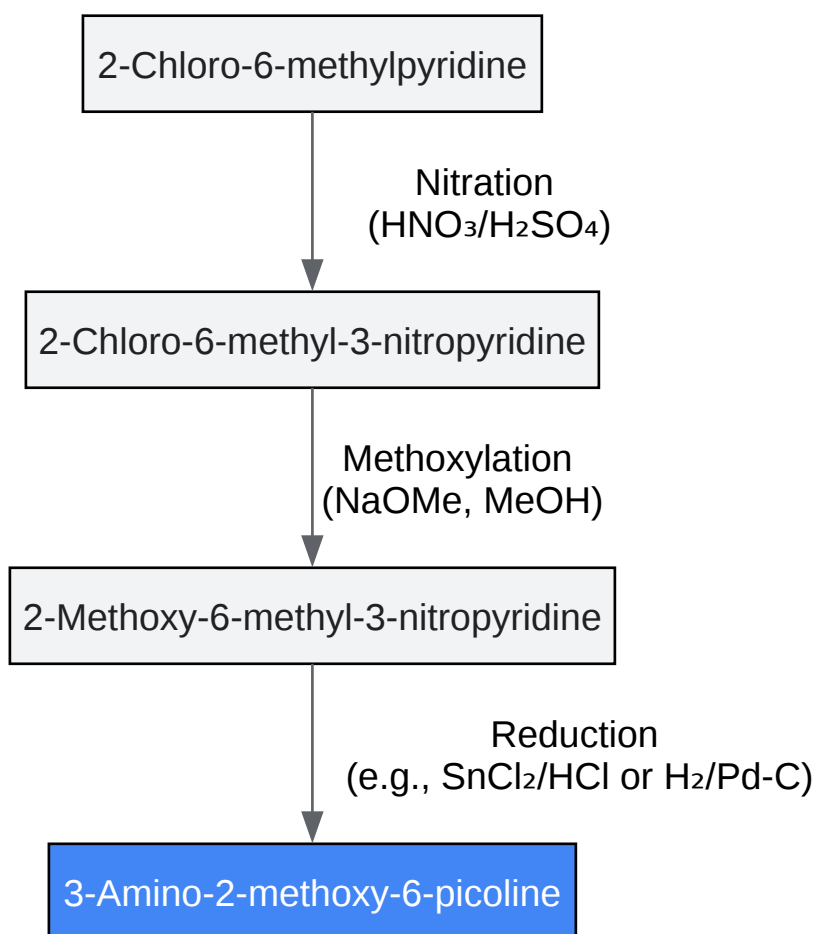 2-Chloro-6-methylpyridine
Nitration
(HNO₃/H₂SO₄)
2-Chloro-6-methyl-3-nitropyridine
Methoxylation
(NaOMe, MeOH)
2-Methoxy-6-methyl-3-nitropyridine
Reduction
(e.g., SnCl₂/HCl or H₂/Pd-C)
3-Amino-2-methoxy-6-picoline